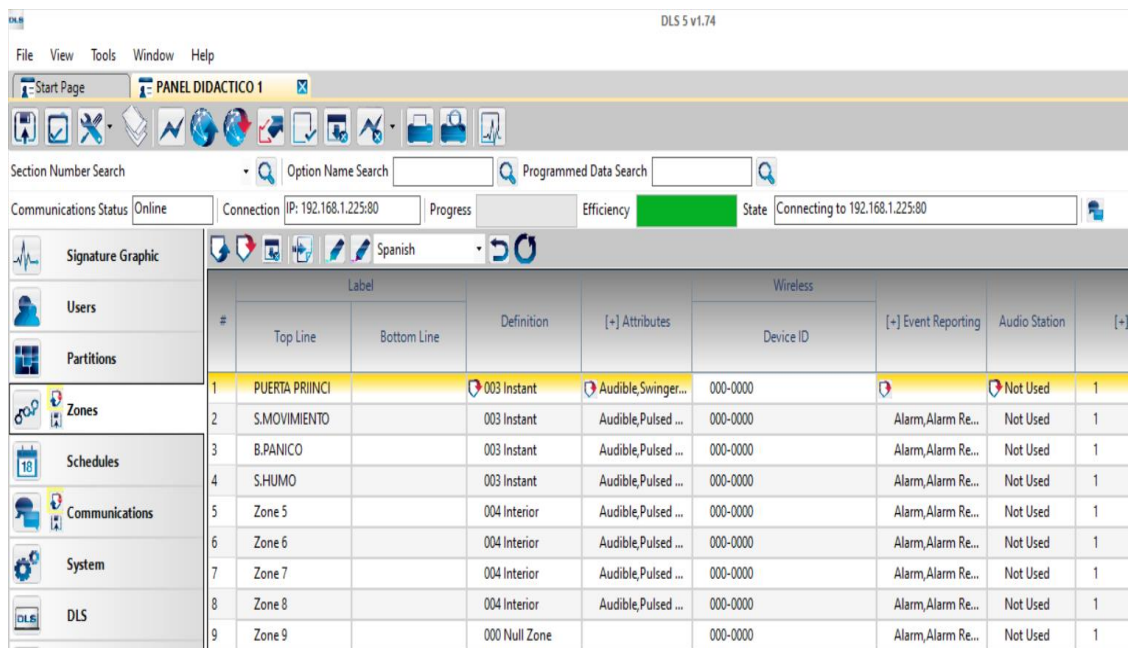 DLS
DLS 5 v1.74
File View Tools Window Help
Start Page PANEL DIDACTICO 1
Section Number Search Option Name Search Programmed Data Search
Communications Status Online Connection IP: 192.168.1.225:80 Progress Efficiency State Connecting to 192.168.1.225:80
Signature Graphic
Users
Partitions
Zones
18 Schedules
Communications
System
DLS DLS
Spanish
Label Wireless
# Top Line Bottom Line Definition [+] Attributes Device ID [+] Event Reporting Audio Station [+]
1 PUERTA PRIINCI 003 Instant Audible,Swinger... 000-0000 Not Used 1
2 S.MOVIMIENTO 003 Instant Audible,Pulsed ... 000-0000 Alarm,Alarm Re... Not Used 1
3 B.PANICO 003 Instant Audible,Pulsed ... 000-0000 Alarm,Alarm Re... Not Used 1
4 S.HUMO 003 Instant Audible,Pulsed ... 000-0000 Alarm,Alarm Re... Not Used 1
5 Zone 5 004 Interior Audible,Pulsed ... 000-0000 Alarm,Alarm Re... Not Used 1
6 Zone 6 004 Interior Audible,Pulsed ... 000-0000 Alarm,Alarm Re... Not Used 1
7 Zone 7 004 Interior Audible,Pulsed ... 000-0000 Alarm,Alarm Re... Not Used 1
8 Zone 8 004 Interior Audible,Pulsed ... 000-0000 Alarm,Alarm Re... Not Used 1
9 Zone 9 000 Null Zone 000-0000 Alarm,Alarm Re... Not Used 1